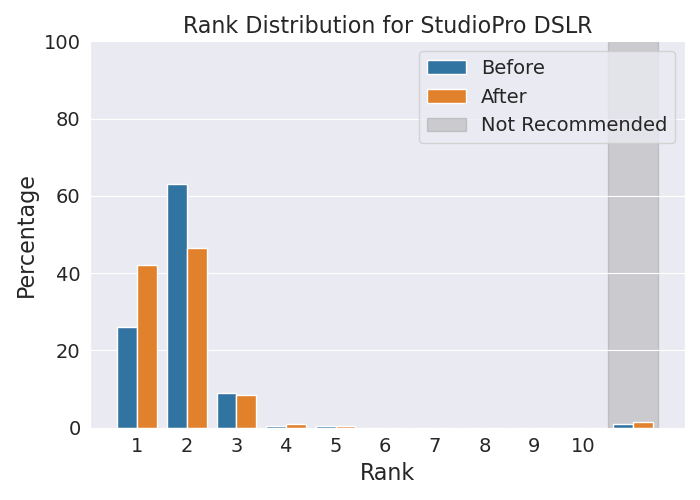 Rank Distribution for StudioPro DSLR
100
80
60
40
20
0
Percentage
Before
After
Not Recommended
1 2 3 4 5 6 7 8 9 10
Rank